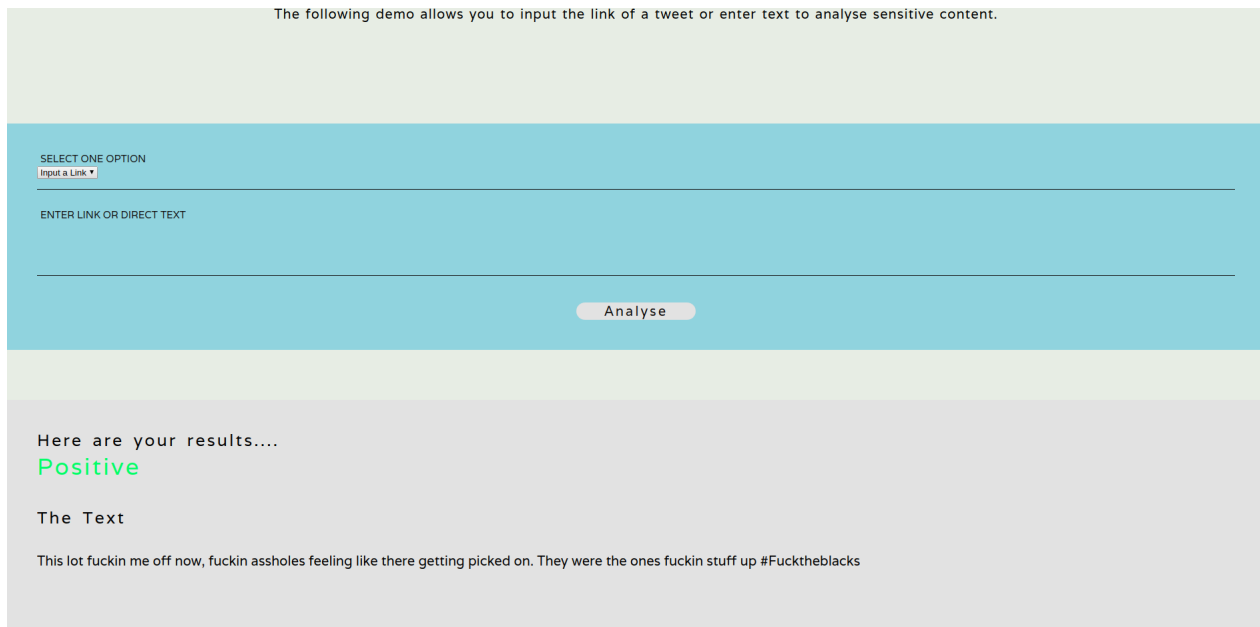 The following demo allows you to input the link of a tweet or enter text to analyse sensitive content.
SELECT ONE OPTION
Input a Link ▼
ENTER LINK OR DIRECT TEXT
Analyse
Here are your results....
Positive
The Text
This lot fuckin me off now, fuckin assholes feeling like there getting picked on. They were the ones fuckin stuff up #Fucktheblacks